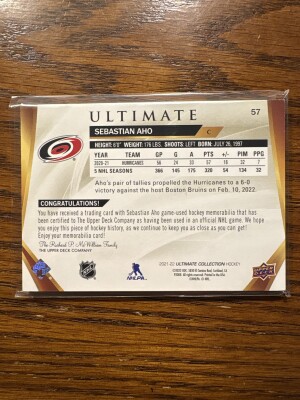 ULTIMATE
57
SEBASTIAN AHO
C
HEIGHT: 6'0" WEIGHT: 176 LBS. SHOOTS: LEFT BORN: JULY 26, 1997
YEAR TEAM GP G A PTS +/- PIM PPG
2020-21 HURRICANES 56 24 33 57 16 32 7
5 NHL SEASONS 366 145 175 320 54 134 32
Aho's pair of tallies propelled the Hurricanes to a 6-0
victory against the host Boston Bruins on Feb. 10, 2022.
CONGRATULATIONS!
You have received a trading card with Sebastian Aho game-used hockey memorabilia that has
been certified to The Upper Deck Company as having been used in an official NHL game. We hope
you enjoy this piece of hockey history, as we continue to keep you as close as you can get!
Enjoy your memorabilia card!
The Richard P. McWilliam Family
THE UPPER DECK COMPANY
NHL
NHLPA
2021-22 ULTIMATE COLLECTION HOCKEY
UPPER DECK